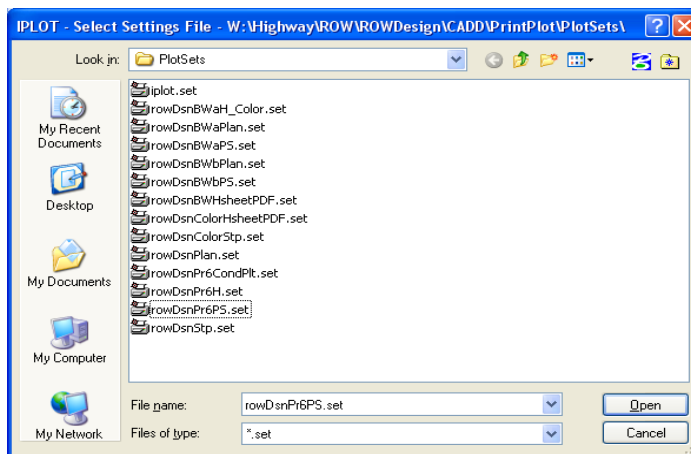 IPLOT - Select Settings File - W:\Highway\ROW\ROWDesign\CADD\PrintPlot\PlotSets\
Look in: PlotSets
iplot.set
rowDsnBWaH_Color.set
rowDsnBWaPlan.set
rowDsnBWaPS.set
rowDsnBWbPlan.set
rowDsnBWbPS.set
rowDsnBWHsheetPDF.set
rowDsnColorHsheetPDF.set
rowDsnColorStp.set
rowDsnPlan.set
rowDsnPr6CondPlt.set
rowDsnPr6H.set
rowDsnPr6PS.set
rowDsnStp.set
My Recent
Documents
Desktop
My Documents
My Computer
My Network
File name: rowDsnPr6PS.set Open
Files of type: *.set Cancel